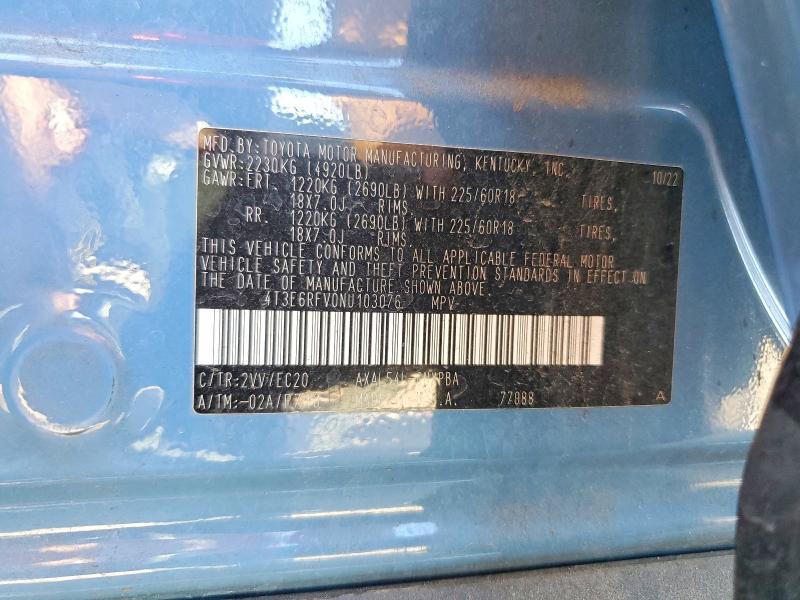 MFD.BY:TOYOTA MOTOR MANUFACTURING, KENTUCKY, INC. 10/22
GVWR:2230KG (4920LB)
GAWR:FRT. 1220KG (2690LB) WITH 225/60R18 TIRES,
18X7.0J RIMS,
RR. 1220KG (2690LB) WITH 225/60R18 TIRES,
18X7.0J RIMS.
THIS VEHICLE CONFORMS TO ALL APPLICABLE FEDERAL MOTOR
VEHICLE SAFETY AND THEFT PREVENTION STANDARDS IN EFFECT ON
THE DATE OF MANUFACTURE SHOWN ABOVE.
4T3E6RFV0NU103076 MPV
C/TR:2VV/EC20
A/TM:-02A/ 77088 A